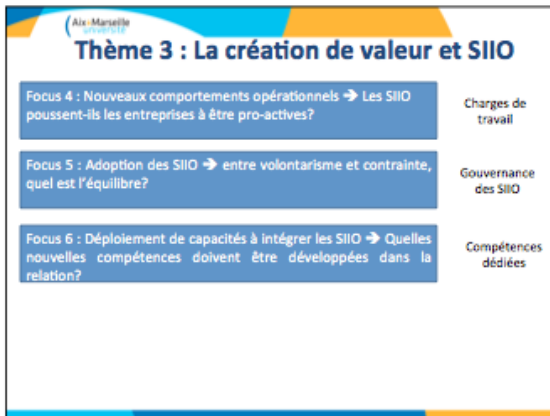 Aix*Marseille
université
Thème 3 : La création de valeur et SIIO
Focus 4 : Nouveaux comportements opérationnels ➔ Les SIIO
poussent-ils les entreprises à être pro-actives?
Charges de
travail
Focus 5 : Adoption des SIIO ➔ entre volontarisme et contrainte,
quel est l'équilibre?
Gouvernance
des SIIO
Focus 6 : Déploiement de capacités à intégrer les SIIO ➔ Quelles
nouvelles compétences doivent être développées dans la
relation?
Compétences
dédiées